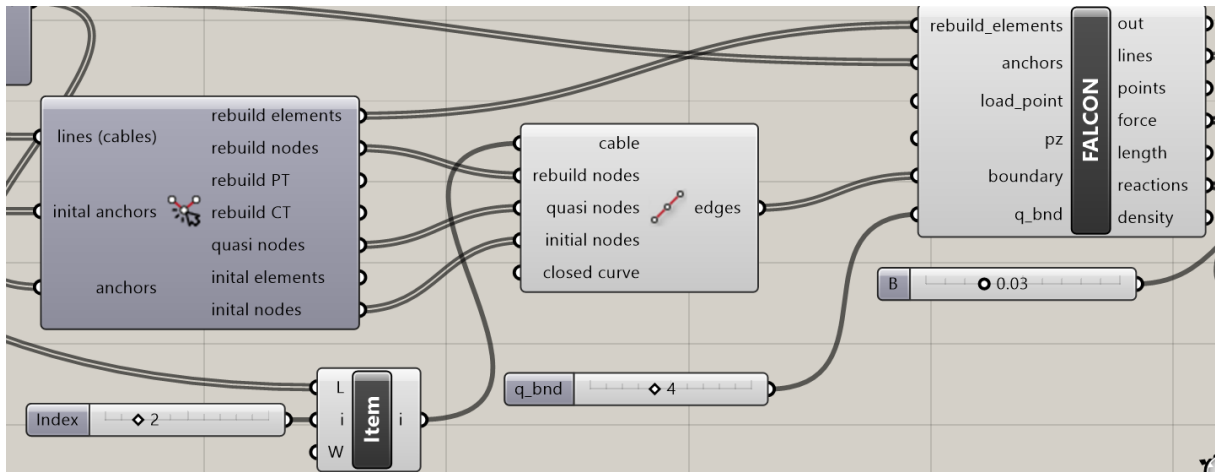 lines (cables)
inital anchors
anchors
rebuild elements
rebuild nodes
rebuild PT
rebuild CT
quasi nodes
inital elements
inital nodes
cable
rebuild nodes
quasi nodes
initial nodes
closed curve
edges
rebuild_elements
anchors
load_point
pz
boundary
q_bnd
FALCON
out
lines
points
force
length
reactions
density
B 0.03
q_bnd 4
Index 2
L
i
W
Item
i